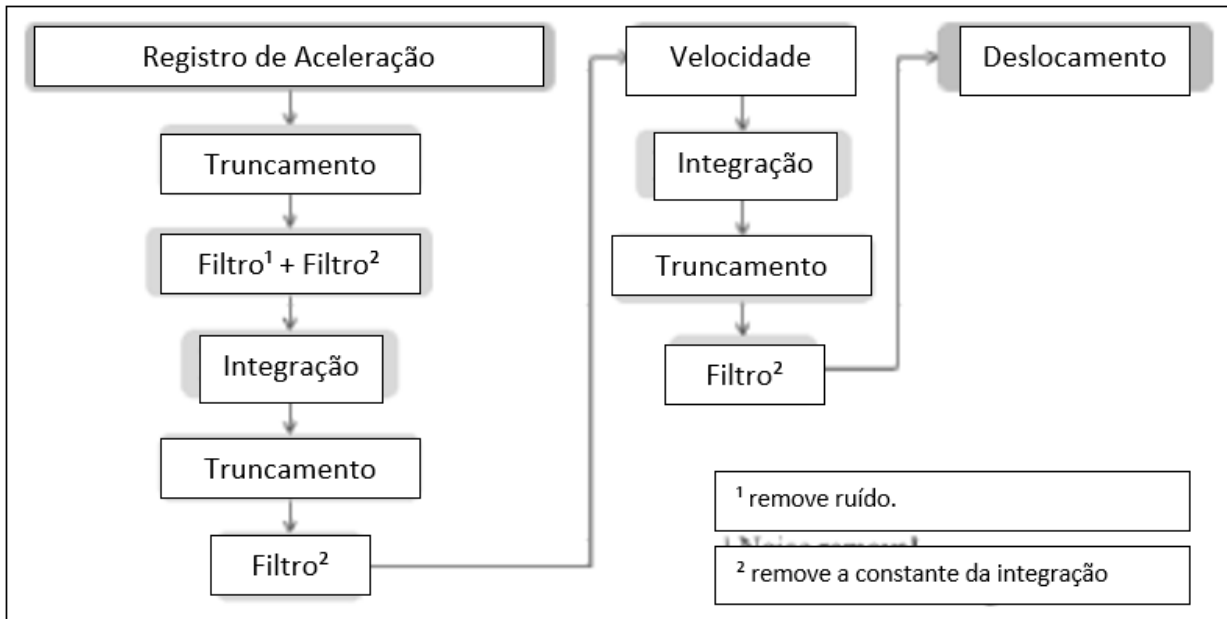 Registro de Aceleração
Truncamento
Filtro¹ + Filtro²
Integração
Truncamento
Filtro²
Velocidade
Integração
Truncamento
Filtro²
Deslocamento
¹ remove ruído.
² remove a constante da integração